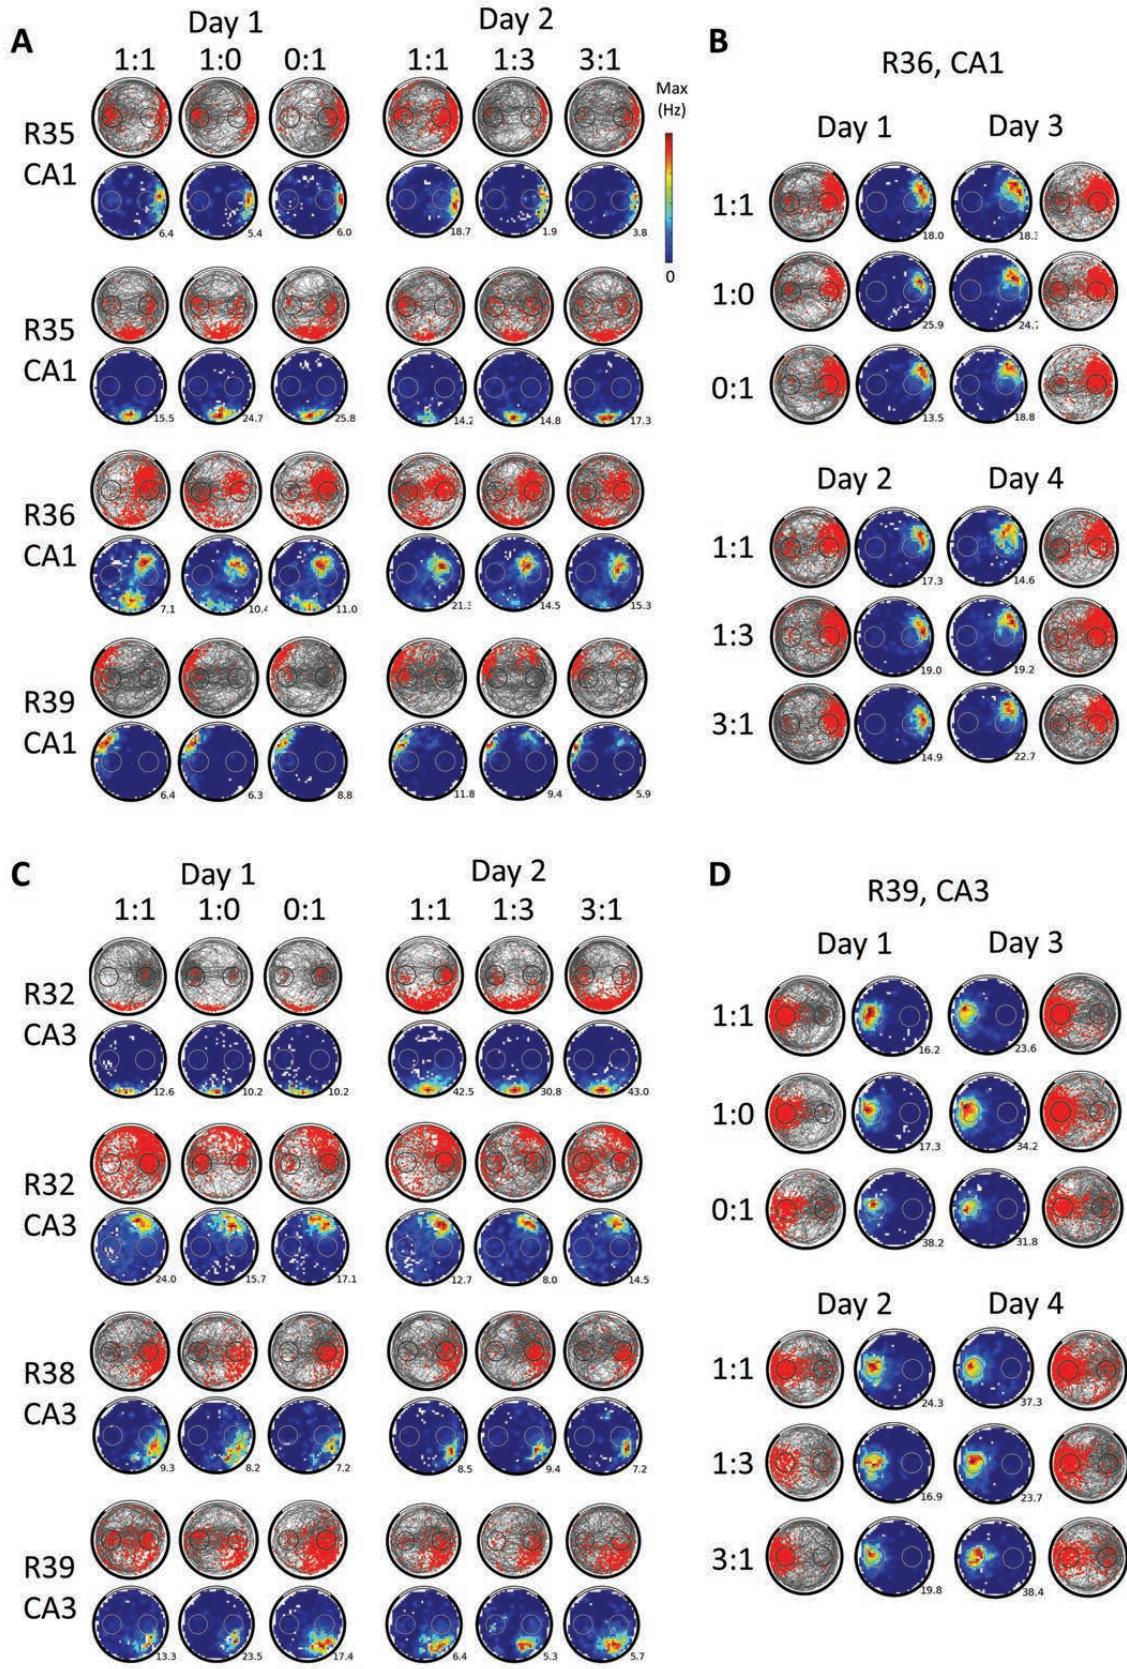 A
Day 1
Day 2
1:1 1:0 0:1 1:1 1:3 3:1
Max
(Hz)
0
R35
CA1
6.4 5.4 6.0 18.7 1.9 3.8
R35
CA1
15.5 24.7 25.8 14.2 14.8 17.3
R36
CA1
7.1 10.4 11.0 21.3 14.5 15.3
R39
CA1
6.4 6.3 8.8 11.8 9.4 5.9
B
R36, CA1
Day 1 Day 3
1:1
18.0 18.3
1:0
25.9 24.7
0:1
13.5 18.8
Day 2 Day 4
1:1
17.3 14.6
1:3
19.0 19.2
3:1
14.9 22.7
C
Day 1
Day 2
1:1 1:0 0:1 1:1 1:3 3:1
R32
CA3
12.6 10.2 10.2 42.5 30.8 43.0
R32
CA3
24.0 15.7 17.1 12.7 8.0 14.5
R38
CA3
9.3 8.2 7.2 8.5 9.4 7.2
R39
CA3
13.3 23.5 17.4 6.4 5.3 5.7
D
R39, CA3
Day 1 Day 3
1:1
16.2 23.6
1:0
17.3 34.2
0:1
38.2 31.8
Day 2 Day 4
1:1
24.3 37.3
1:3
16.9 23.7
3:1
19.8 38.4